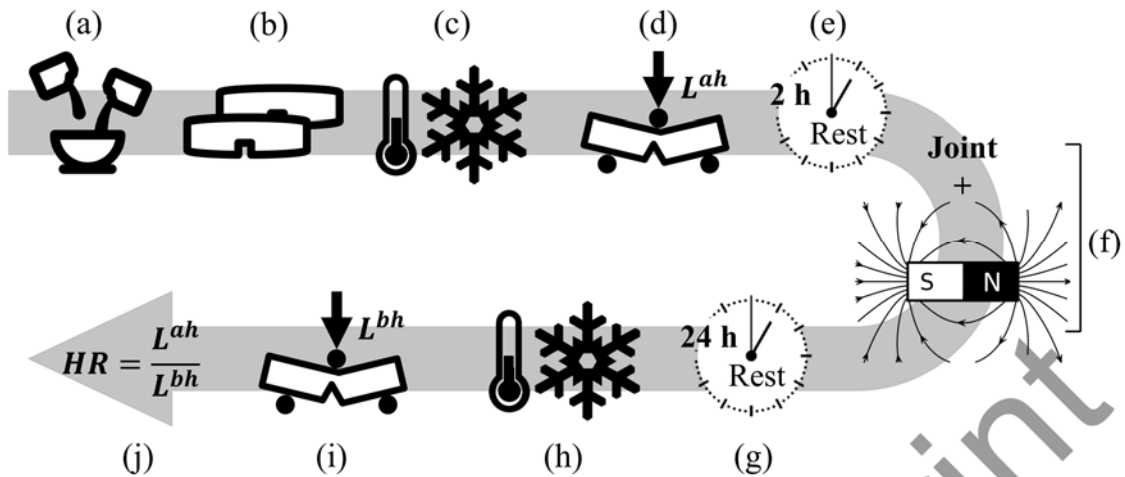 (a) (b) (c) (d) (e)
L^{ah}
2 h
Rest
Joint
+
(f)
S N
HR = L^{ah} / L^{bh}
L^{bh}
24 h
Rest
(j) (i) (h) (g)